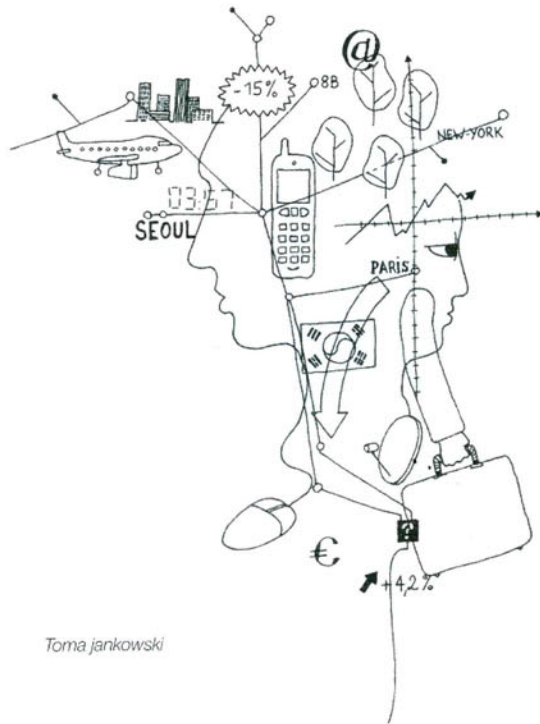 @
-15%
8B
NEW-YORK
03:57
SEOUL
PARIS
€
+4,2%
Toma jankowski